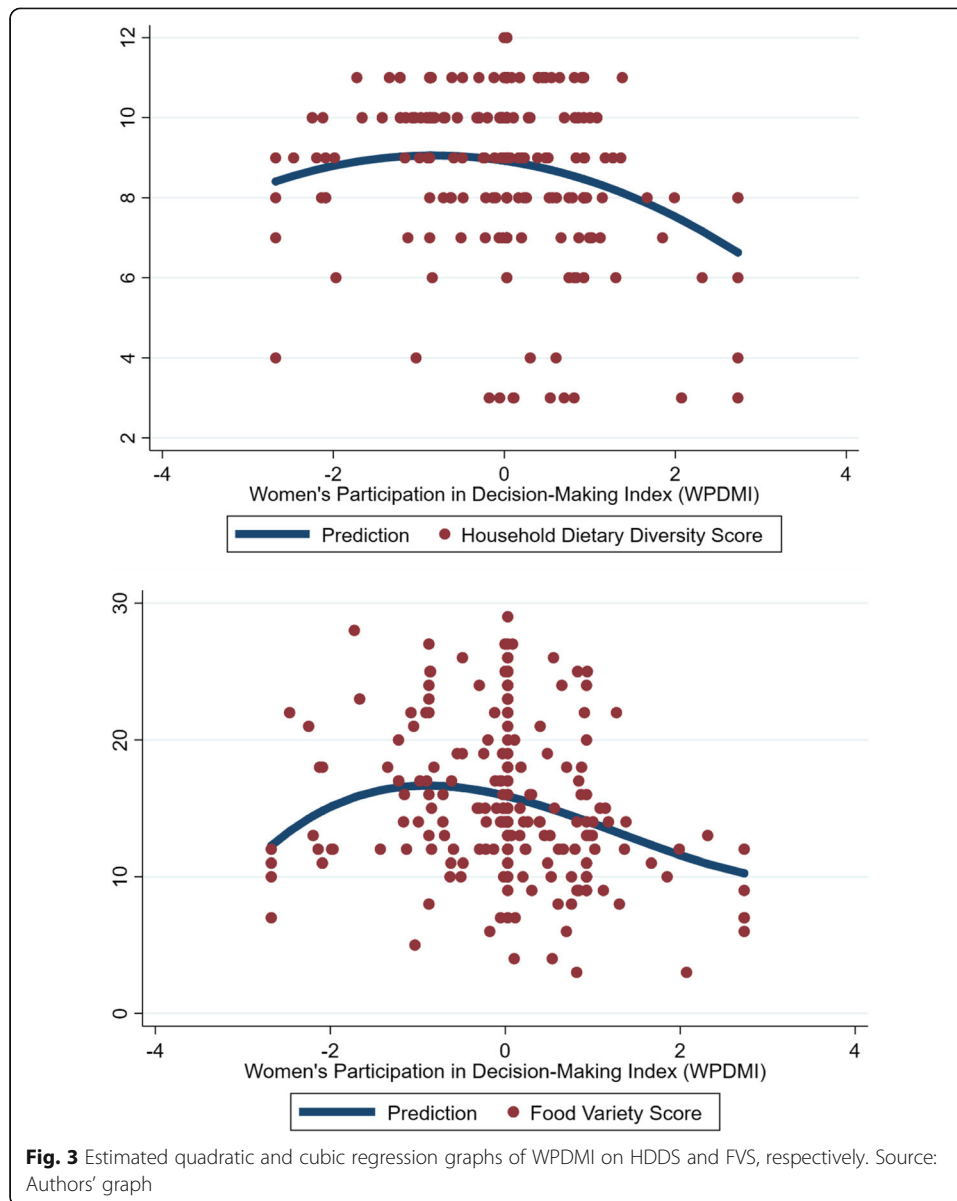 12
10
8
6
4
2
-4 -2 0 2 4
Women's Participation in Decision-Making Index (WPDMI)
Prediction Household Dietary Diversity Score
30
20
10
0
-4 -2 0 2 4
Women's Participation in Decision-Making Index (WPDMI)
Prediction Food Variety Score
Fig. 3 Estimated quadratic and cubic regression graphs of WPDMI on HDDS and FVS, respectively. Source:
Authors' graph